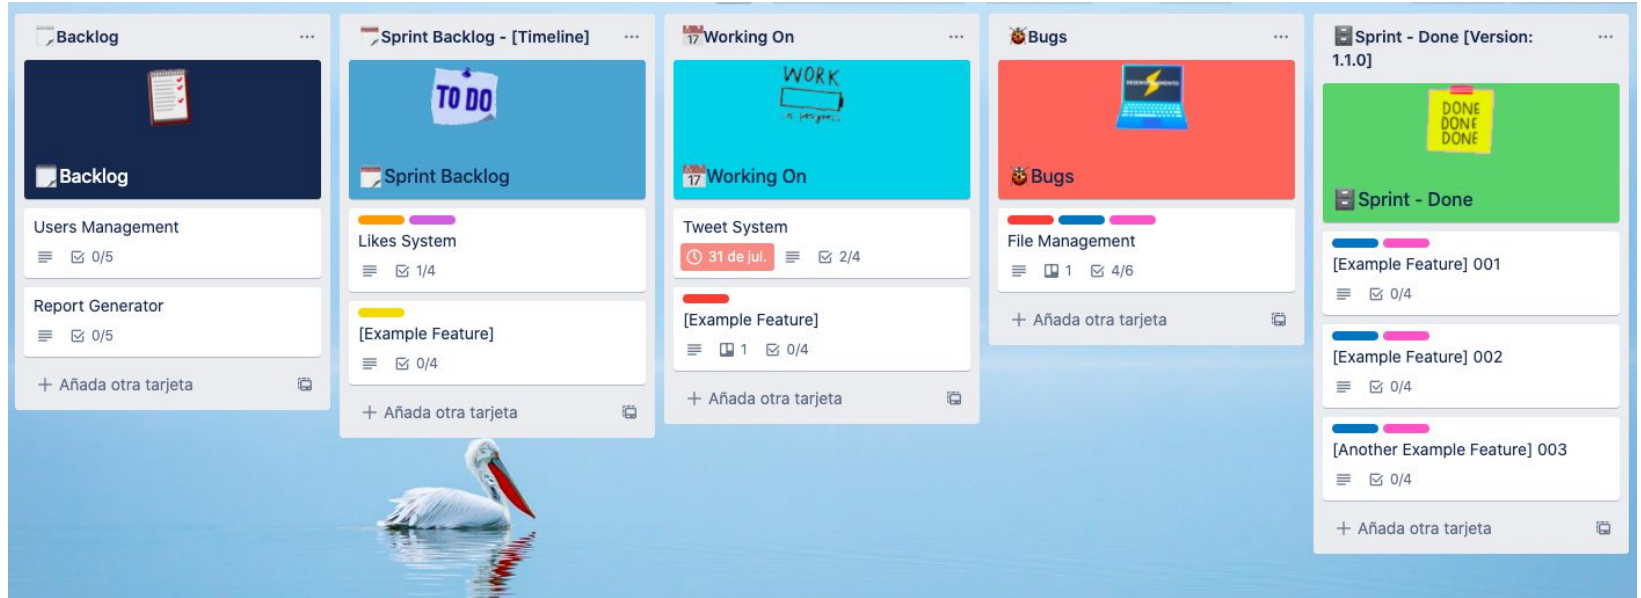 Backlog
Backlog
Users Management
0/5
Report Generator
0/5
+ Añada otra tarjeta
Sprint Backlog - [Timeline]
TO DO
Sprint Backlog
Likes System
1/4
[Example Feature]
0/4
+ Añada otra tarjeta
17 Working On
WORK
in progress
17 Working On
Tweet System
31 de jul. 2/4
[Example Feature]
1 0/4
+ Añada otra tarjeta
Bugs
Bugs
File Management
1 4/6
+ Añada otra tarjeta
Sprint - Done [Version:
1.1.0]
DONE
DONE
DONE
Sprint - Done
[Example Feature] 001
0/4
[Example Feature] 002
0/4
[Another Example Feature] 003
0/4
+ Añada otra tarjeta